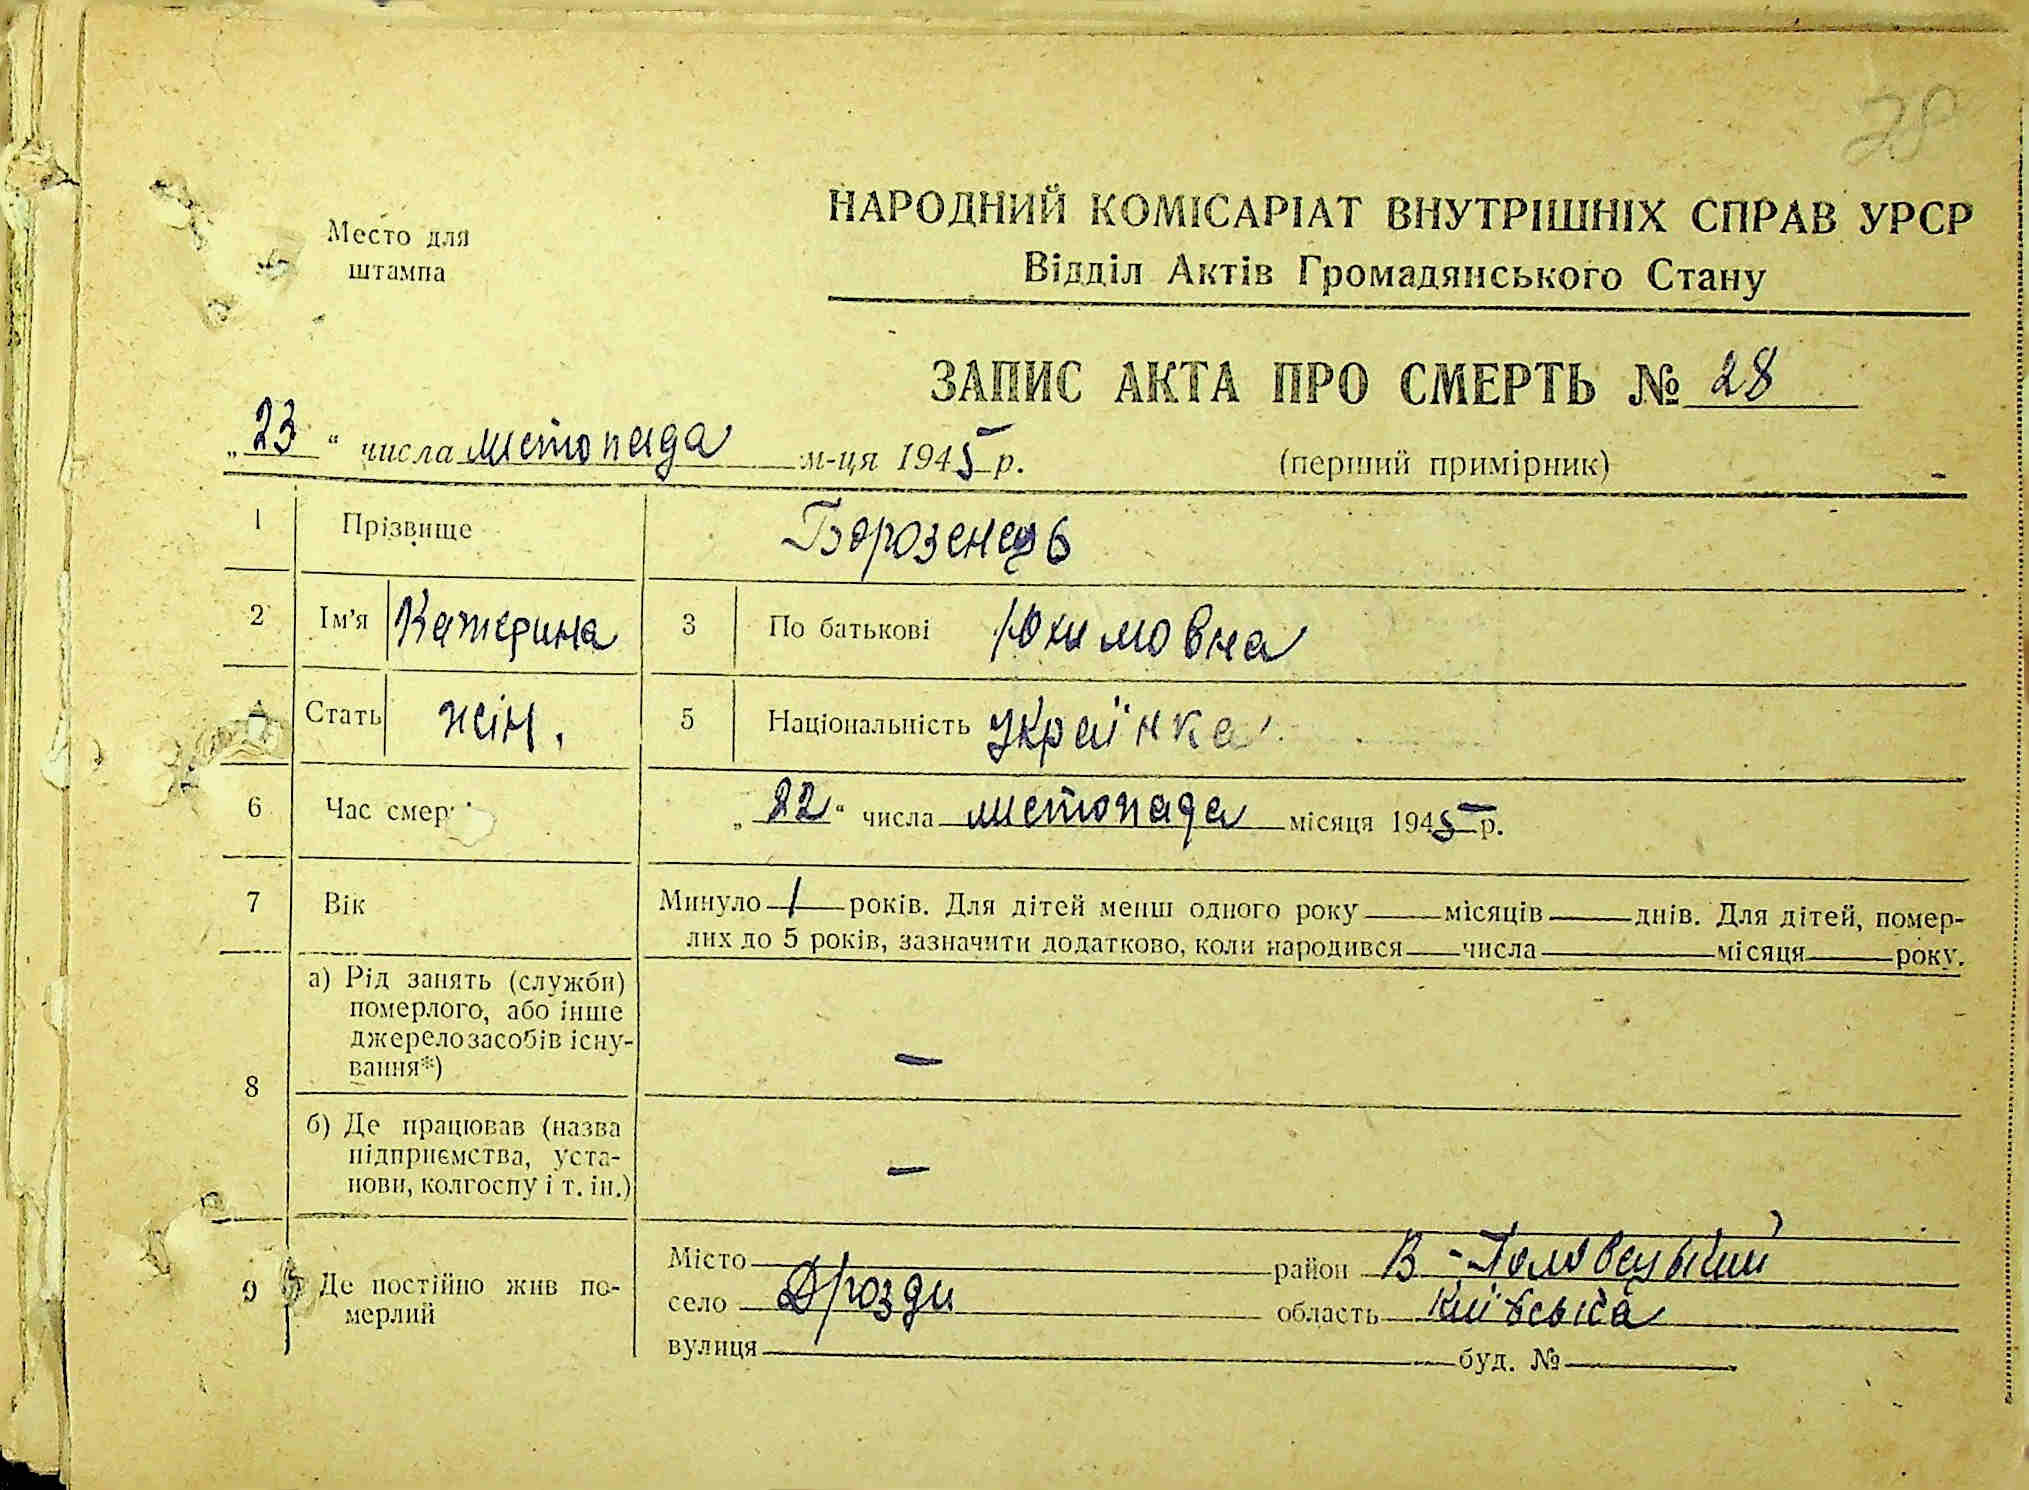 28
Место для
штампа
НАРОДНИЙ КОМІСАРІАТ ВНУТРІШНІХ СПРАВ УРСР
Відділ Актів Громадянського Стану
ЗАПИС АКТА ПРО СМЕРТЬ № 28
„23“ числа листопада м-ця 1945 р.
(перший примірник)
1 Прізвище Борозенець
2 Ім'я Катерина 3 По батькові Юхимовна
4 Стать жін. 5 Національність Українка
6 Час смер „22“ числа листопада місяця 1945 р.
7 Вік Минуло 1 років. Для дітей менш одного року місяців днів. Для дітей, помер-
лих до 5 років, зазначити додатково, коли народився числа місяця року.
8 а) Рід занять (служби)
померлого, або інше
джерело засобів існу-
вання*) —
б) Де працював (назва
підприємства, уста-
нови, колгоспу і т. ін.) —
9 Де постійно жив по-
мерлий
Місто район В-Половецький
село Дрозди область Київська
вулиця буд. №